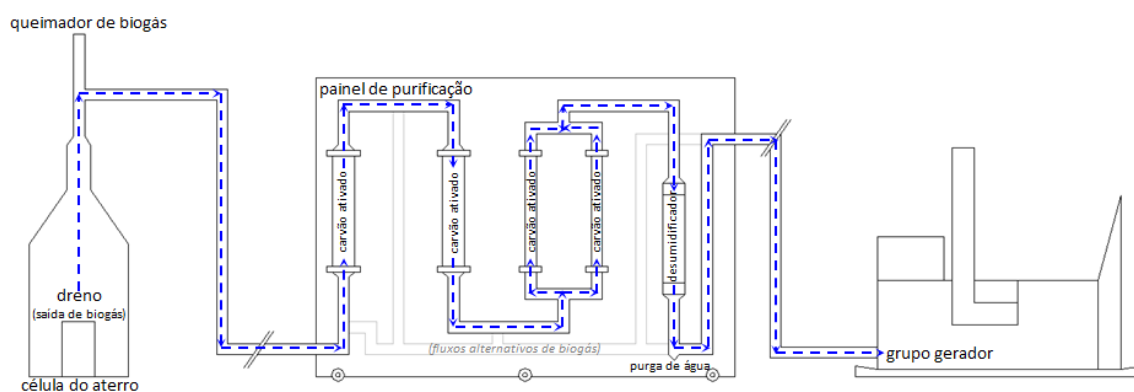 queimador de biogás
painel de purificação
carvão ativado
carvão ativado
carvão ativado
carvão ativado
desumidificador
dreno
(saída de biogás)
(fluxos alternativos de biogás)
purga de água
grupo gerador
célula do aterro